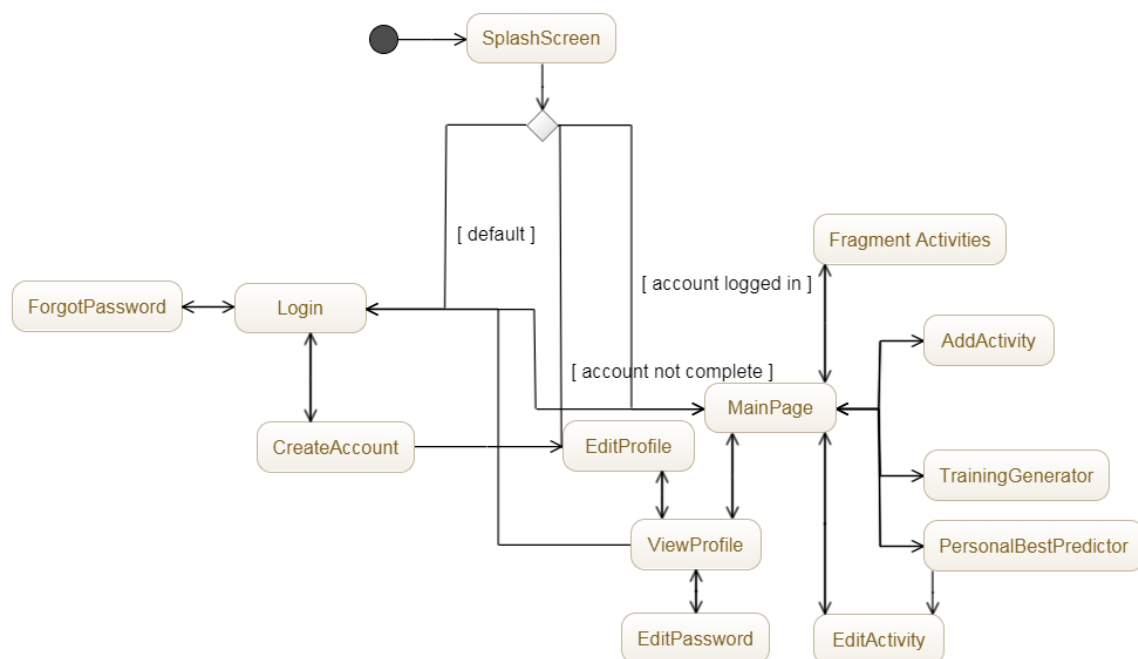 SplashScreen
[ default ]
Fragment Activities
[ account logged in ]
ForgotPassword
Login
AddActivity
[ account not complete ]
MainPage
CreateAccount
EditProfile
TrainingGenerator
ViewProfile
PersonalBestPredictor
EditPassword
EditActivity